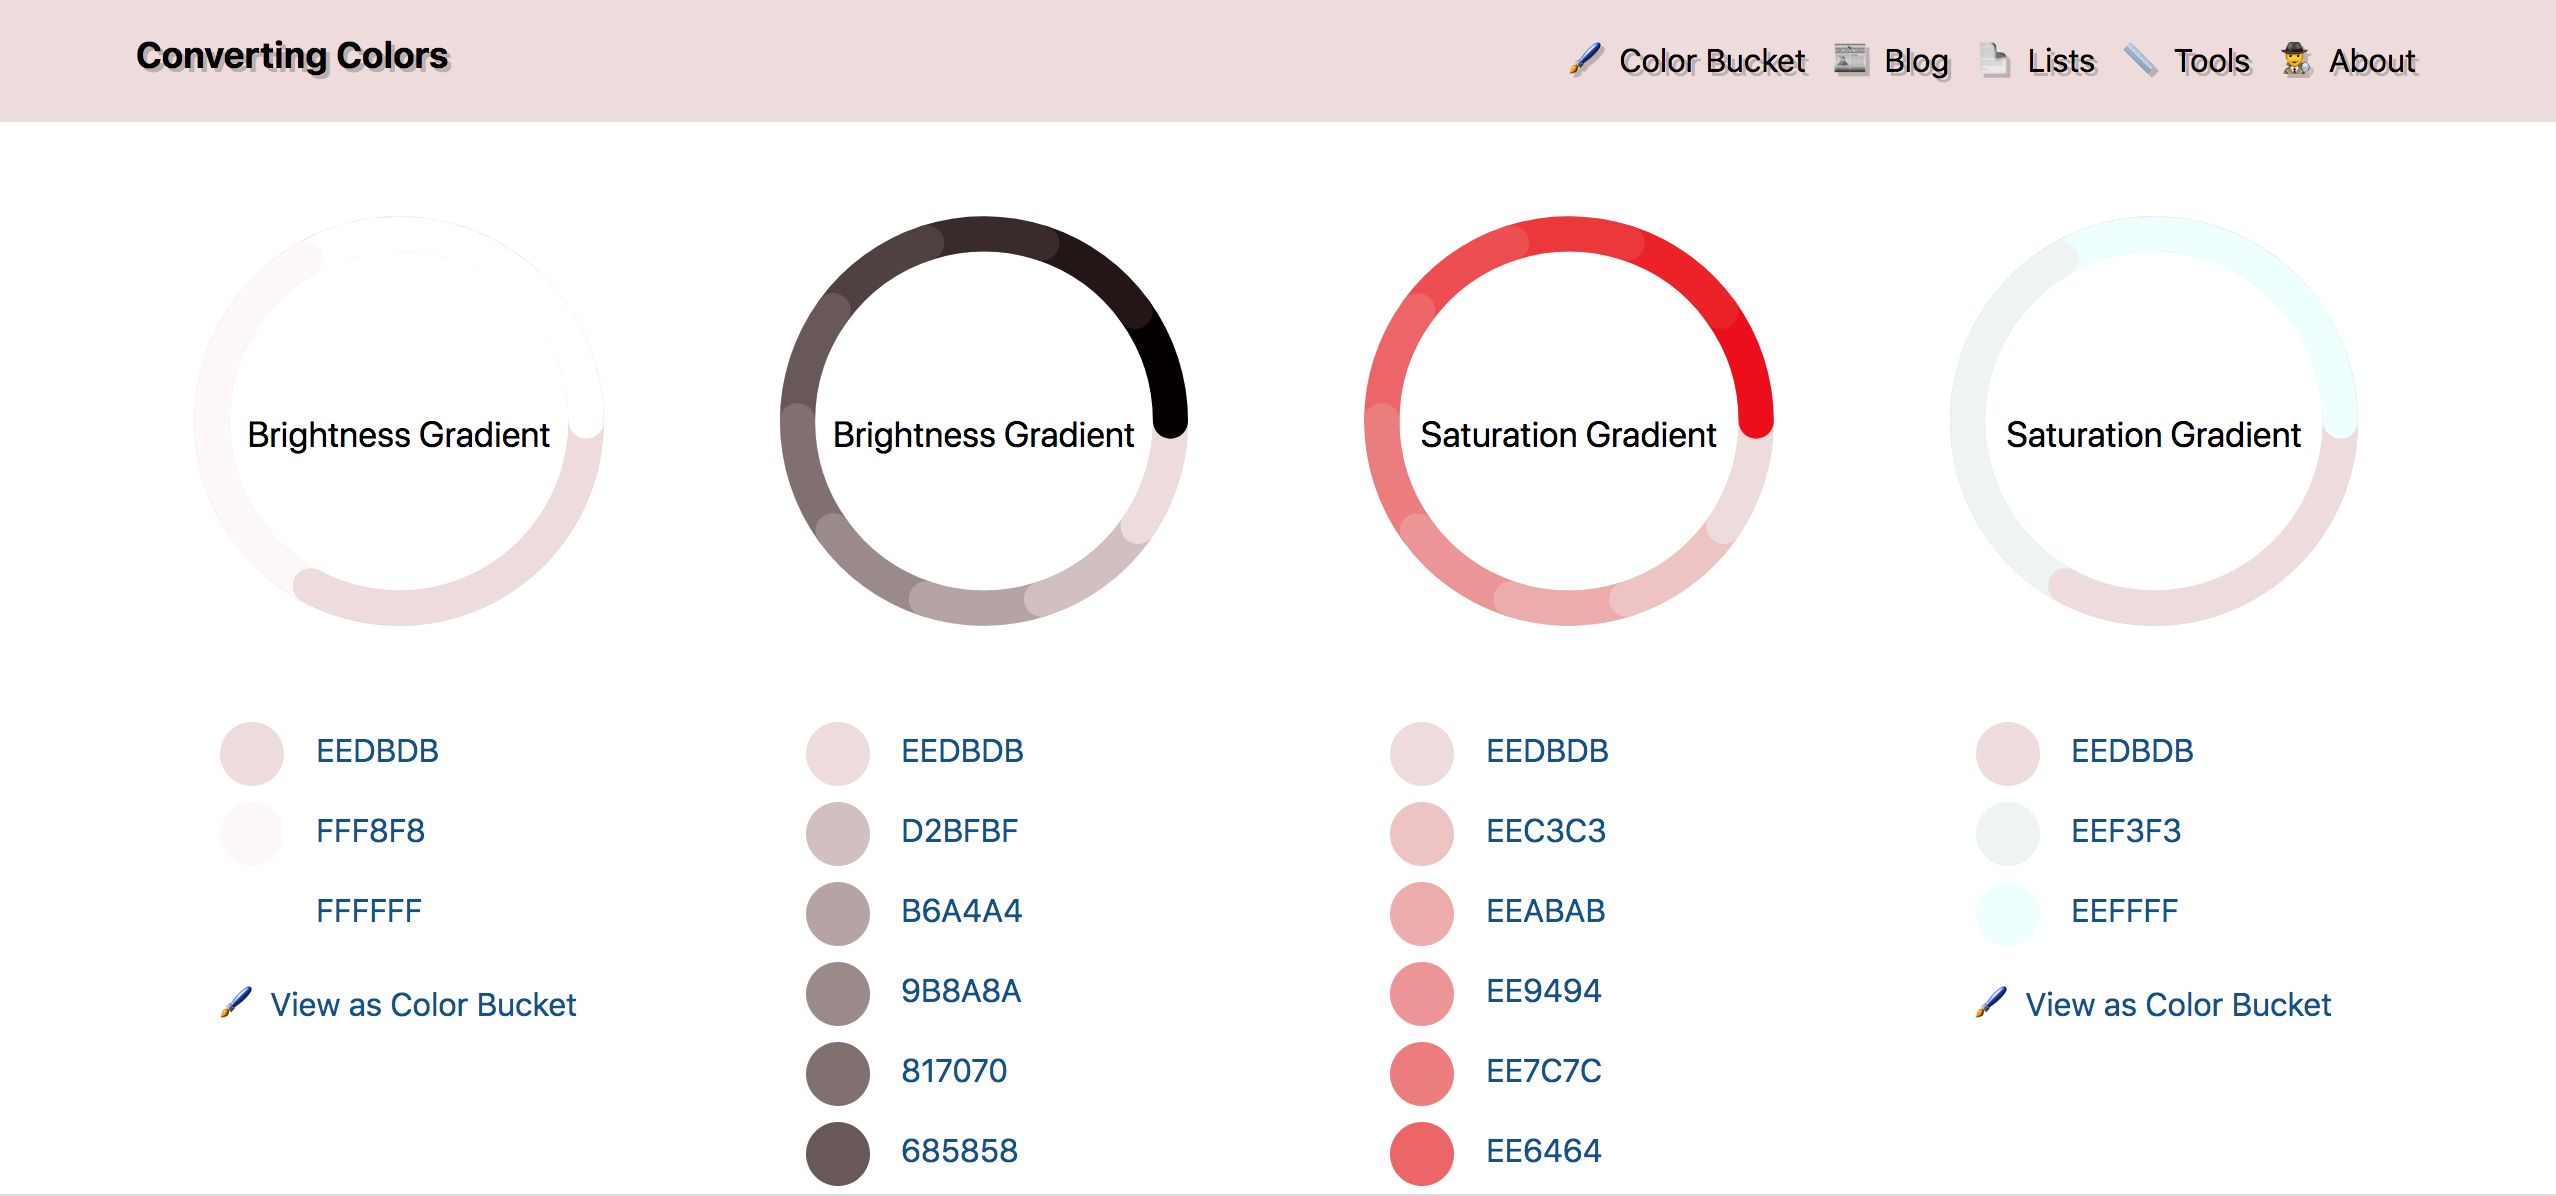 Converting Colors
Color Bucket Blog Lists Tools About
Brightness Gradient
Brightness Gradient
Saturation Gradient
Saturation Gradient
EEDBDB
FFF8F8
FFFFFF
View as Color Bucket
EEDBDB
D2BFBF
B6A4A4
9B8A8A
817070
685858
EEDBDB
EEC3C3
EEABAB
EE9494
EE7C7C
EE6464
EEDBDB
EEF3F3
EEFFFF
View as Color Bucket